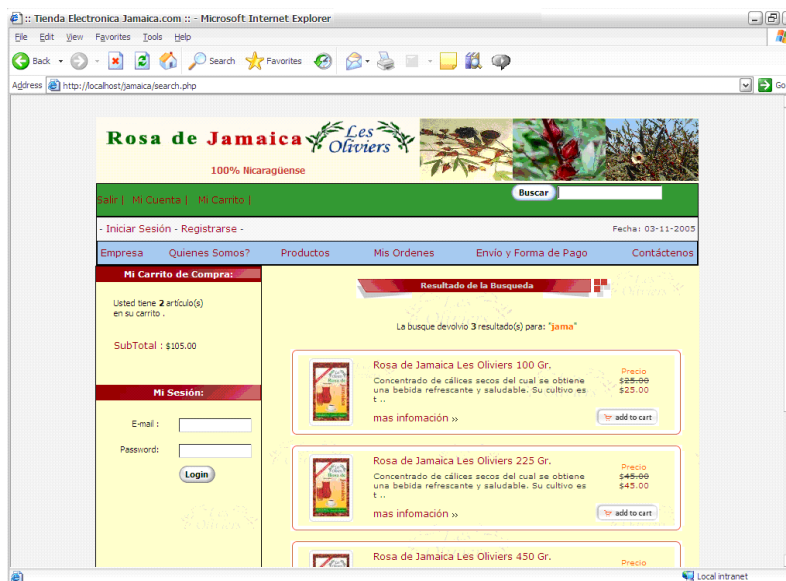 :: Tienda Electronica Jamaica.com :: - Microsoft Internet Explorer
File Edit View Favorites Tools Help
Back Search Favorites
Address http://localhost/jamaica/search.php Go
Rosa de Jamaica Les Oliviers
100% Nicaragüense
Salir | Mi Cuenta | Mi Carrito | Buscar
- Iniciar Sesión - Registrarse - Fecha: 03-11-2005
Empresa Quienes Somos? Productos Mis Ordenes Envío y Forma de Pago Contáctenos
Mi Carrito de Compra:
Usted tiene 2 artículo(s)
en su carrito .
SubTotal : $105.00
Mi Sesión:
E-mail :
Password:
Login
Resultado de la Busqueda
La busque devolvio 3 resultado(s) para: "jama"
Rosa de Jamaica Les Oliviers 100 Gr.
Concentrado de cálices secos del cual se obtiene
una bebida refrescante y saludable. Su cultivo es
t ..
mas infomación »
Precio
$25.00
$25.00
add to cart
Rosa de Jamaica Les Oliviers 225 Gr.
Concentrado de cálices secos del cual se obtiene
una bebida refrescante y saludable. Su cultivo es
t ..
mas infomación »
Precio
$45.00
$45.00
add to cart
Rosa de Jamaica Les Oliviers 450 Gr.
Precio
Local intranet